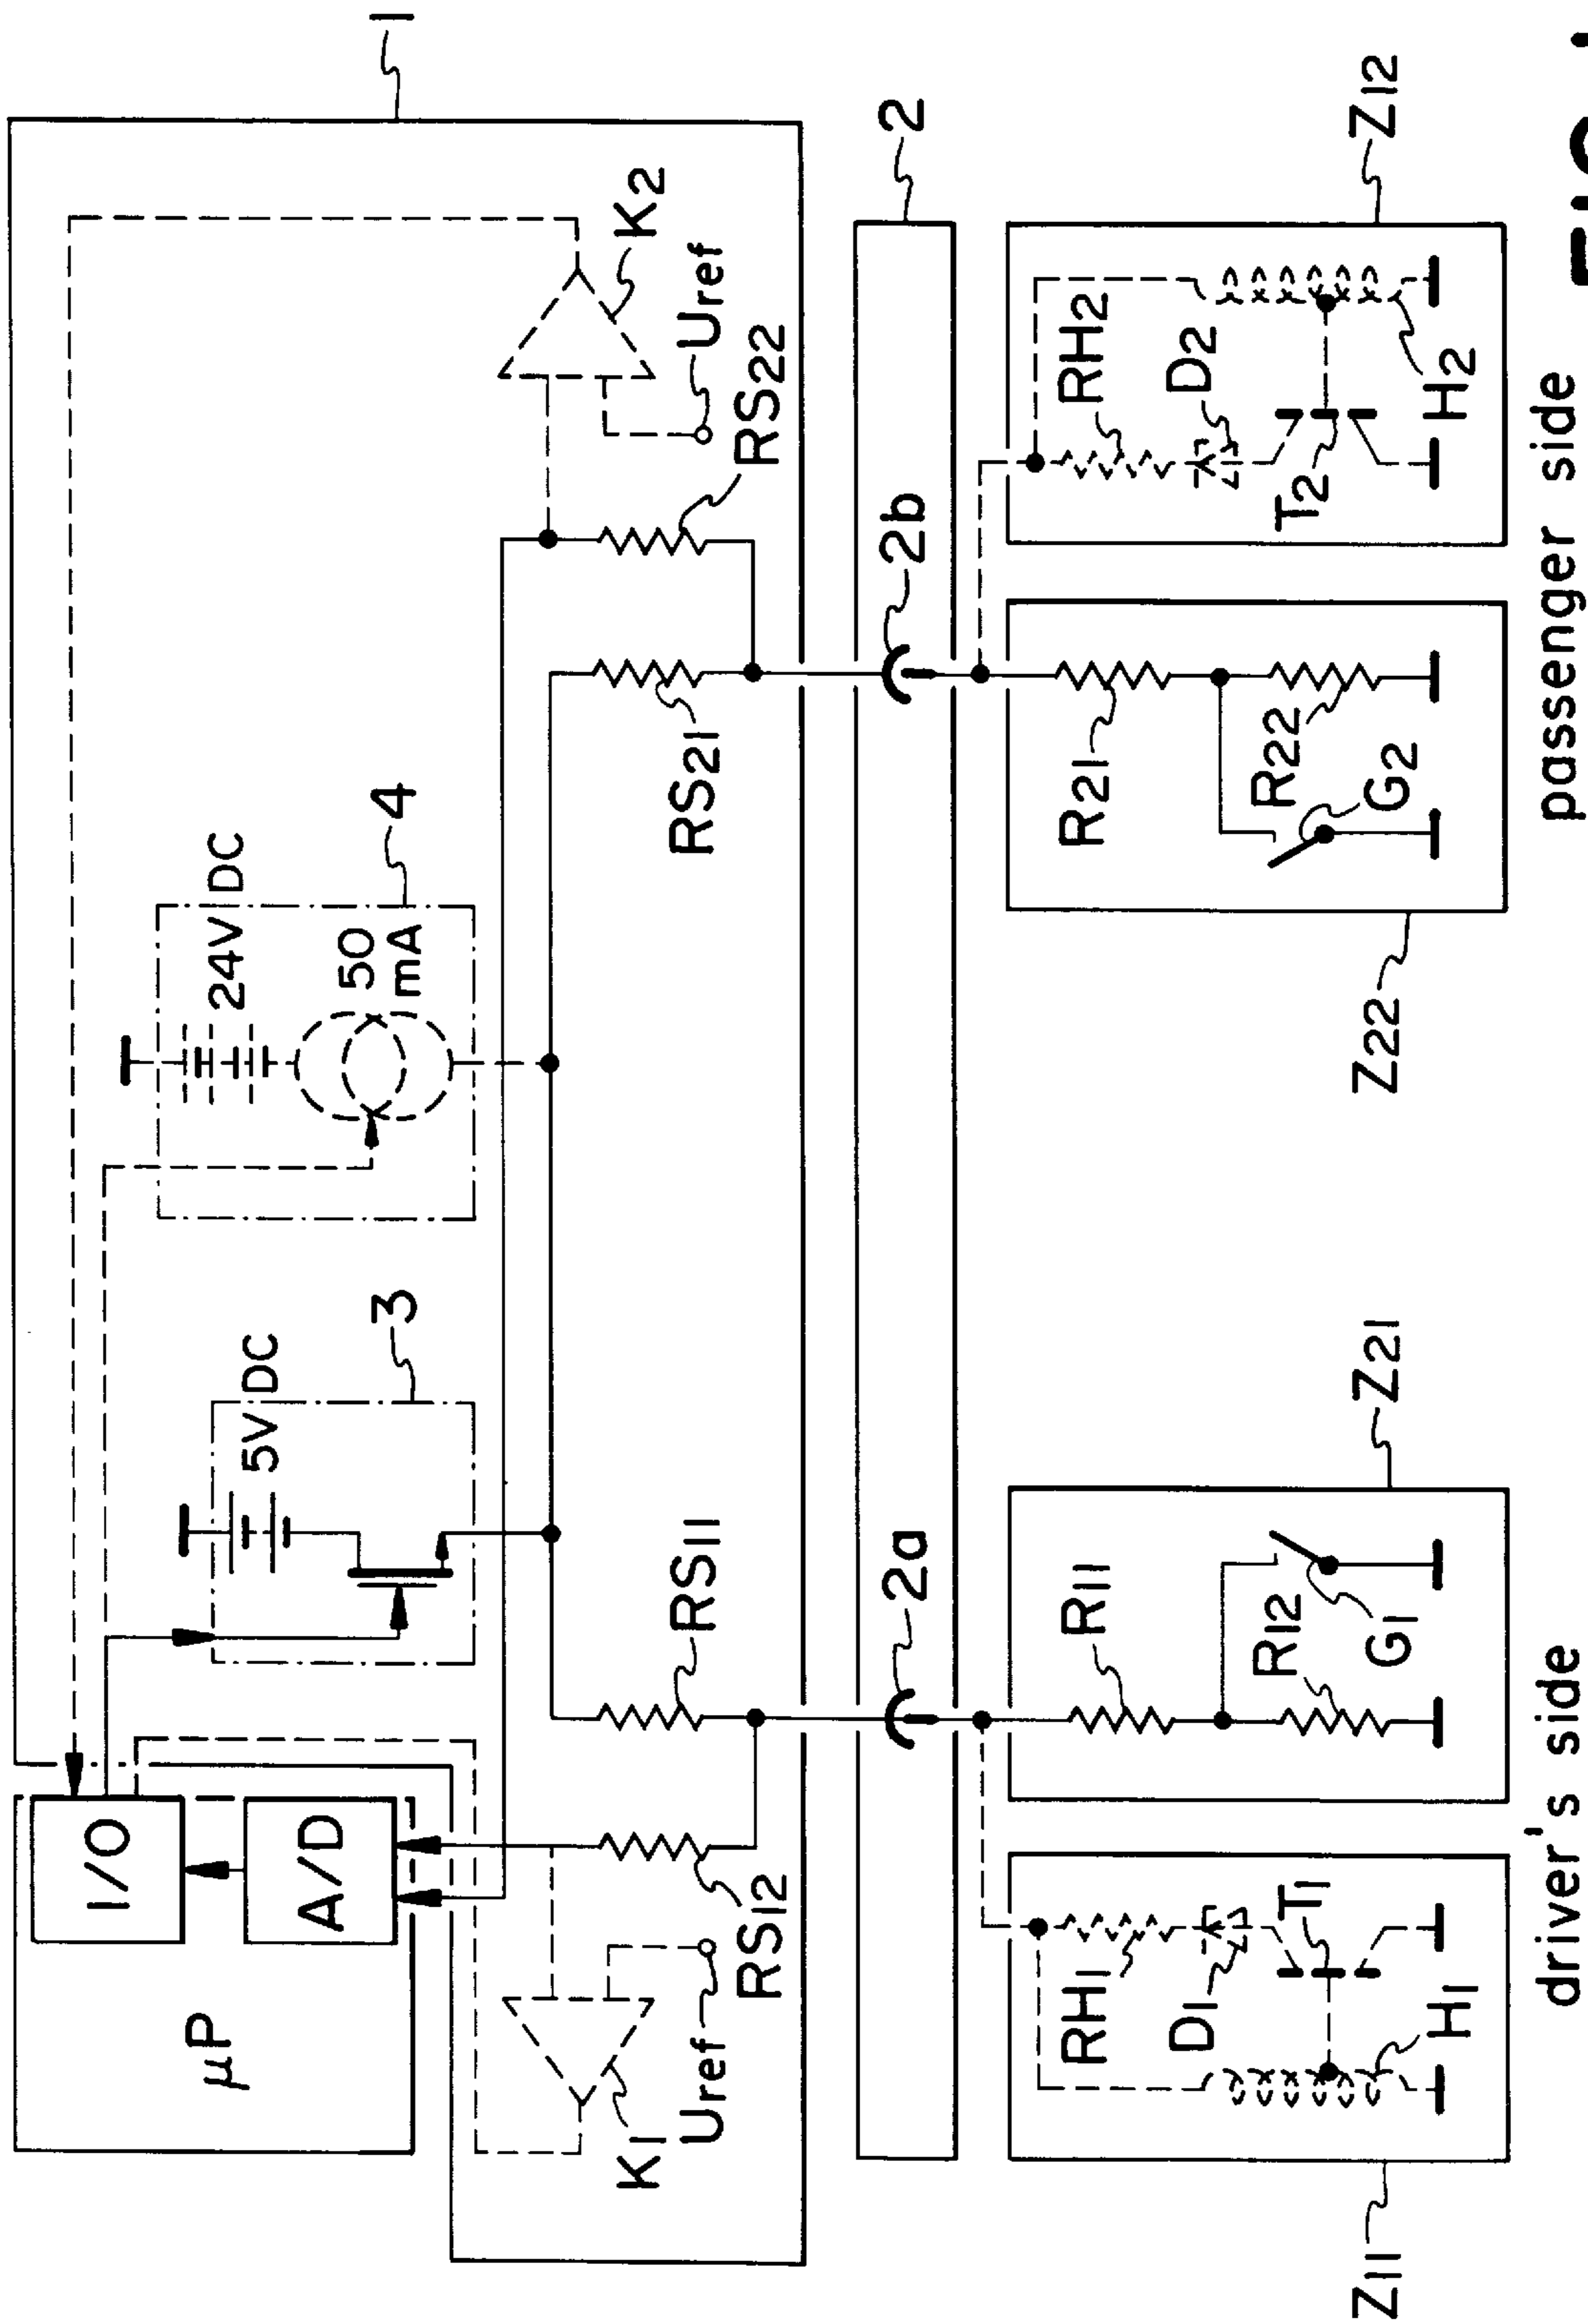 1
I/O
A/D
μP
5V DC
3
24V DC
50
mA
4
K2
Uref
RS22
RS21
RS11
RS12
K1
Uref
2
2a
2b
Z11
RH1
D1
T1
H1
Z21
R11
R12
G1
Z22
R21
R22
G2
Z12
RH2
D2
T2
H2
driver's side
passenger side